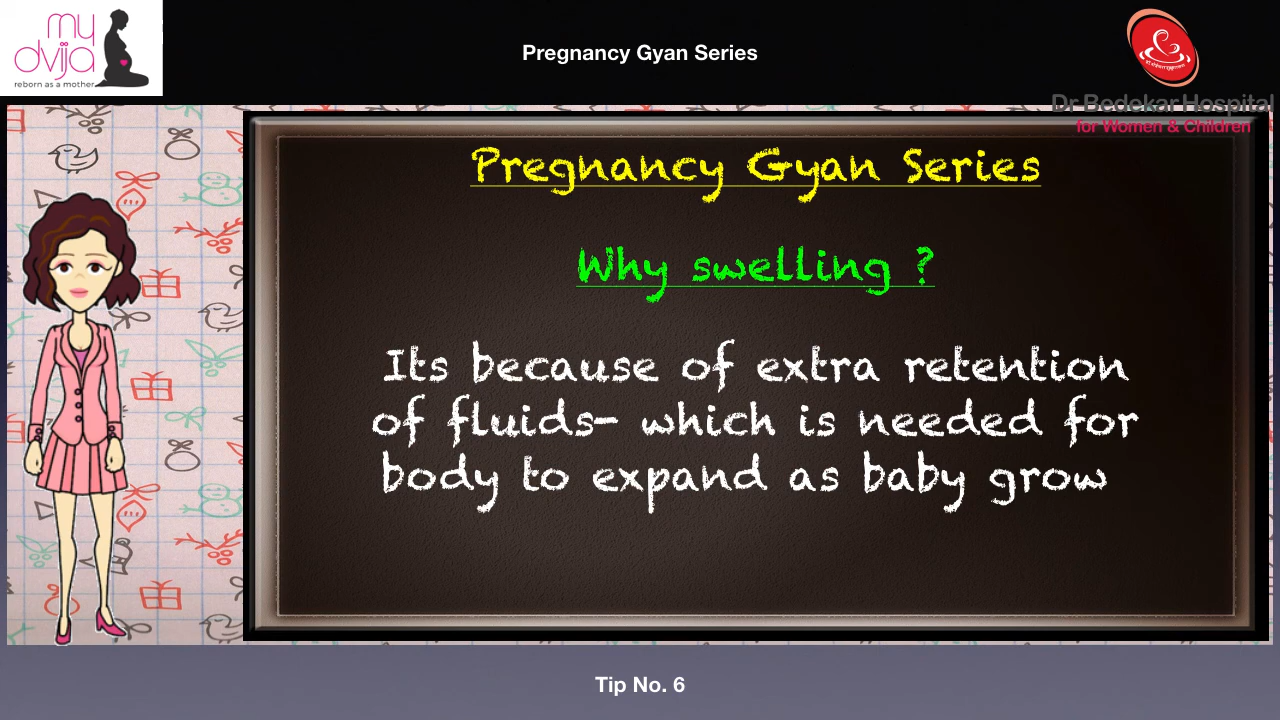 my
dvija
reborn as a mother
Pregnancy Gyan Series
Dr Bedekar Hospital
for Women & Children
Pregnancy Gyan Series
Why swelling ?
Its because of extra retention
of fluids- which is needed for
body to expand as baby grow
Tip No. 6